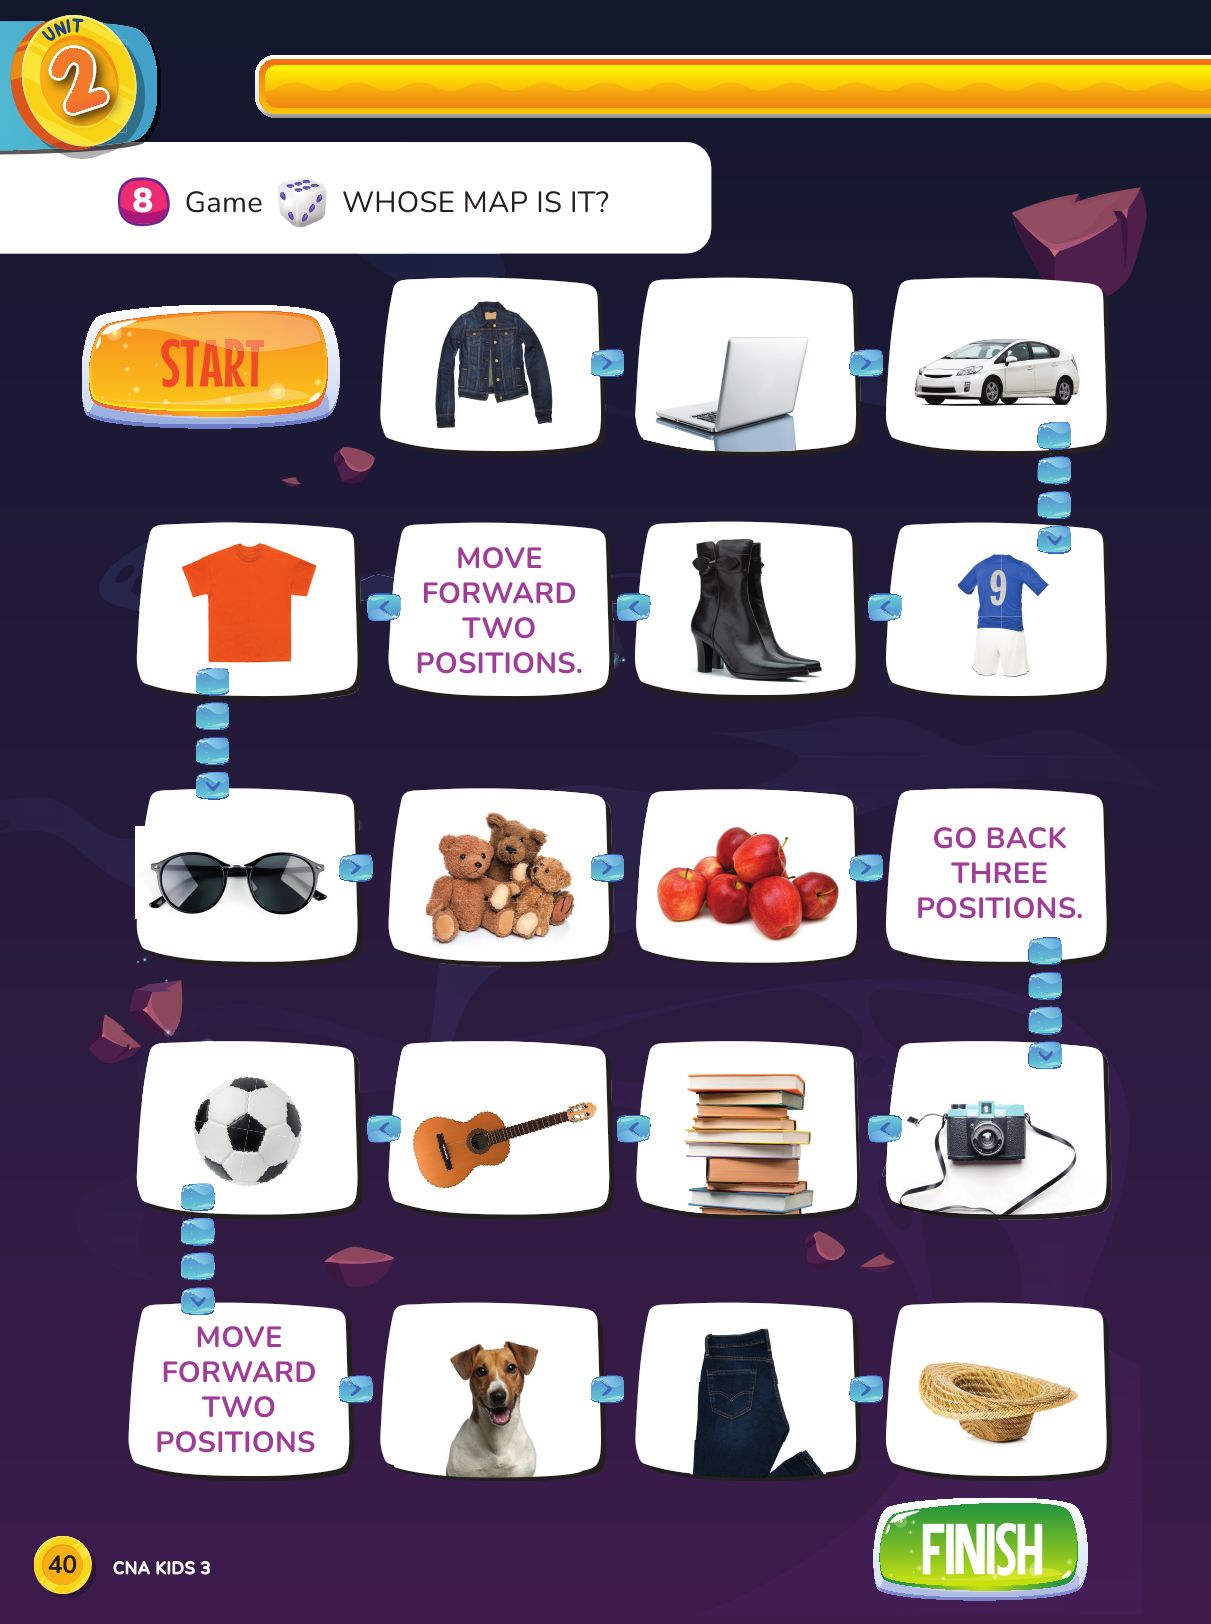 UNIT
2
8 Game WHOSE MAP IS IT?
START
9
MOVE
FORWARD
TWO
POSITIONS.
GO BACK
THREE
POSITIONS.
MOVE
FORWARD
TWO
POSITIONS
FINISH
40 CNA KIDS 3